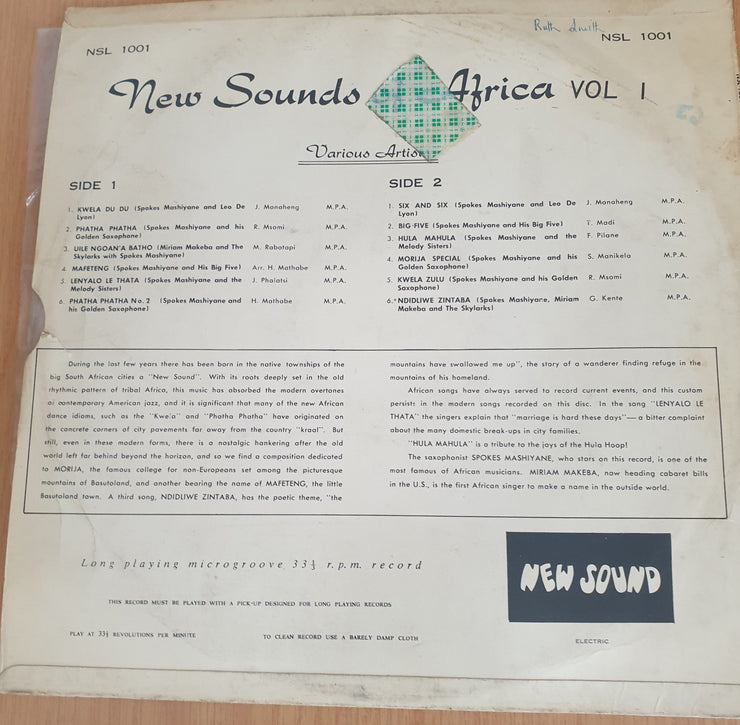 NSL 1001
Ruth Smith
NSL 1001
New Sounds Africa VOL 1
Various Artis
SIDE 1
1. KWELA DU DU (Spokes Mashiyane and Leo De Lyon) J. Monaheng M.P.A.
2. PHATHA PHATHA (Spokes Mashiyane and his Golden Saxophone) R. Msomi M.P.A.
3. UILE NGOAN'A BATHO (Miriam Makeba and The Skylarks with Spokes Mashiyane) M. Rabotapi M.P.A.
4. MAFETENG (Spokes Mashiyane and His Big Five) Arr. H. Mathabe M.P.A.
5. LENYALO LE THATA (Spokes Mashiyane and the Melody Sisters) J. Phalatsi M.P.A.
6. PHATA PHATHA No. 2 (Spokes Mashiyane and his Golden Saxophone) H. Mathabe M.P.A.
SIDE 2
1. SIX AND SIX (Spokes Mashiyane and Leo De Lyon) J. Monaheng M.P.A.
2. BIG FIVE (Spokes Mashiyane and His Big Five) T. Madi M.P.A.
3. HULA MAHULA (Spokes Mashiyane and the Melody Sisters) F. Pilane M.P.A.
4. MORIJA SPECIAL (Spokes Mashiyane and his Golden Saxophone) S. Manikela M.P.A.
5. KWELA ZULU (Spokes Mashiyane and his Golden Saxophone) R. Msomi M.P.A.
6. NDIDLIWE ZINTABA (Spokes Mashiyane, Miriam Makeba and The Skylarks) G. Kente M.P.A.
During the last few years there has been born in the native townships of the
big South African cities a "New Sound". With its roots deeply set in the old
rhythmic pattern of tribal Africa, this music has absorbed the modern overtones
of contemporary American jazz, and it is significant that many of the new African
dance idioms, such as the "Kwela" and "Phatha Phatha" have originated on
the concrete corners of city pavements far away from the country "kraal". But
still, even in these modern forms, there is a nostalgic hankering after the old
world left far behind beyond the horizon, and so we find a composition dedicated
to MORIJA, the famous college for non-Europeans set among the picturesque
mountains of Basutoland, and another bearing the name of MAFETENG, the little
Basutoland town. A third song, NDIDLIWE ZINTABA, has the poetic theme, "the
mountains have swallowed me up", the story of a wanderer finding refuge in the
mountains of his homeland.
African songs have always served to record current events, and this custom
persists in the modern songs recorded on this disc. In the song "LENYALO LE
THATA" the singers explain that "marriage is hard these days"—a bitter complaint
about the many domestic break-ups in city families.
"HULA MAHULA" is a tribute to the joys of the Hula Hoop!
The saxophonist SPOKES MASHIYANE, who stars on this record, is one of the
most famous of African musicians. MIRIAM MAKEBA, now heading cabaret bills
in the U.S., is the first African singer to make a name in the outside world.
Long playing microgroove 33⅓ r.p.m. record
THIS RECORD MUST BE PLAYED WITH A PICK-UP DESIGNED FOR LONG PLAYING RECORDS
PLAY AT 33⅓ REVOLUTIONS PER MINUTE TO CLEAN RECORD USE A BARELY DAMP CLOTH
NEW SOUND
ELECTRIC